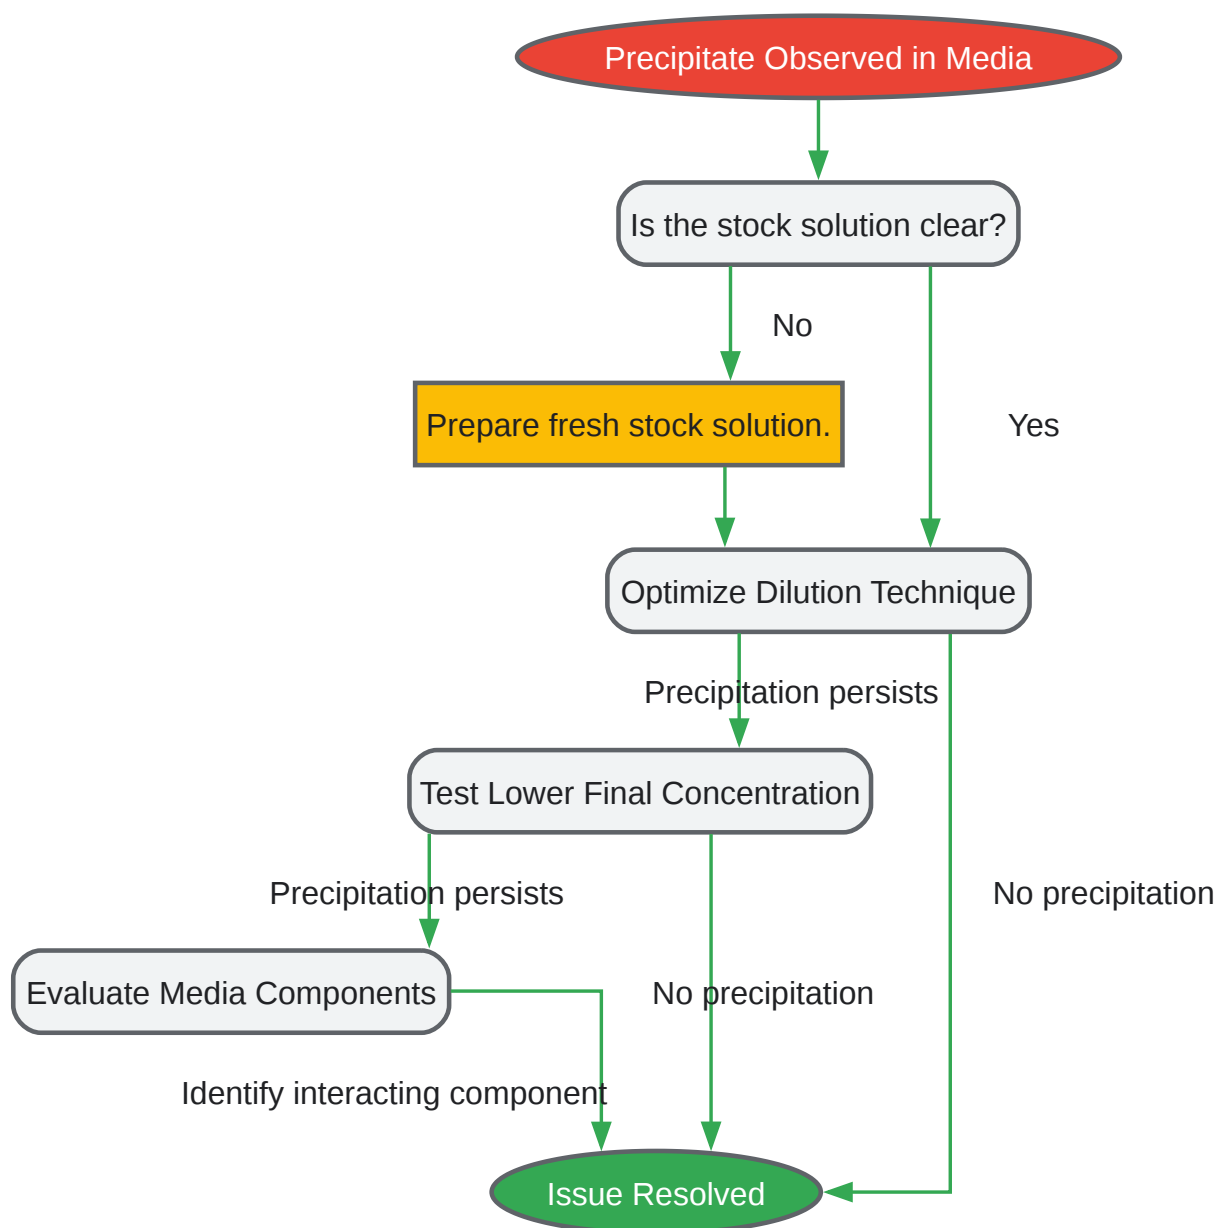 Precipitate Observed in Media
Is the stock solution clear?
No
Prepare fresh stock solution.
Yes
Optimize Dilution Technique
Precipitation persists
Test Lower Final Concentration
Precipitation persists
No precipitation
Evaluate Media Components
No precipitation
Identify interacting component
Issue Resolved